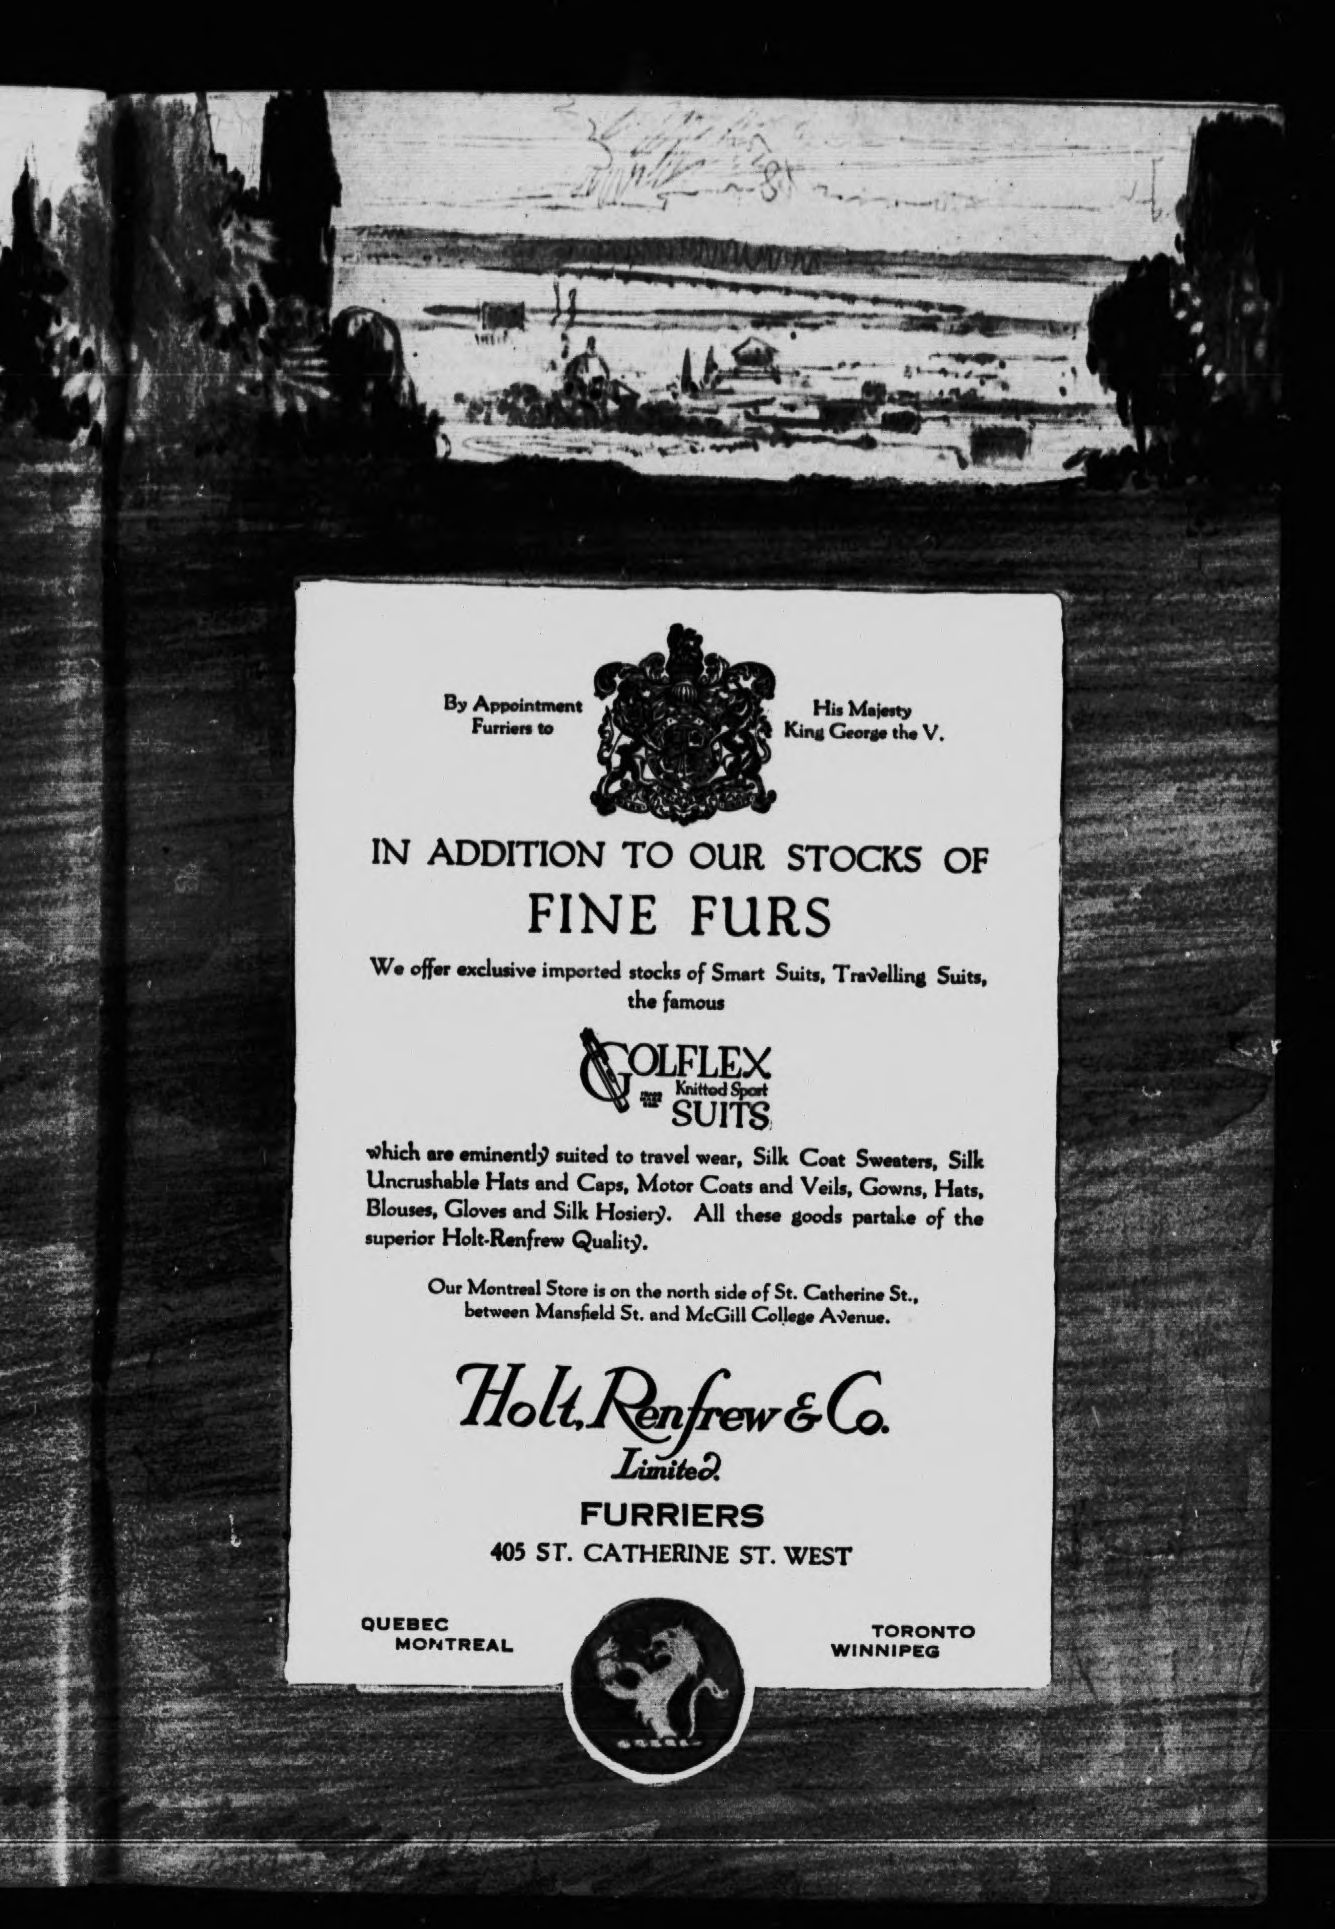 By Appointment
Furriers to
His Majesty
King George the V.
IN ADDITION TO OUR STOCKS OF
FINE FURS
We offer exclusive imported stocks of Smart Suits, Travelling Suits,
the famous
GOLFLEX
Knitted Sport
SUITS
which are eminently suited to travel wear, Silk Coat Sweaters, Silk
Uncrushable Hats and Caps, Motor Coats and Veils, Gowns, Hats,
Blouses, Gloves and Silk Hosiery. All these goods partake of the
superior Holt-Renfrew Quality.
Our Montreal Store is on the north side of St. Catherine St.,
between Mansfield St. and McGill College Avenue.
Holt, Renfrew & Co.
Limited.
FURRIERS
405 ST. CATHERINE ST. WEST
QUEBEC
MONTREAL
TORONTO
WINNIPEG